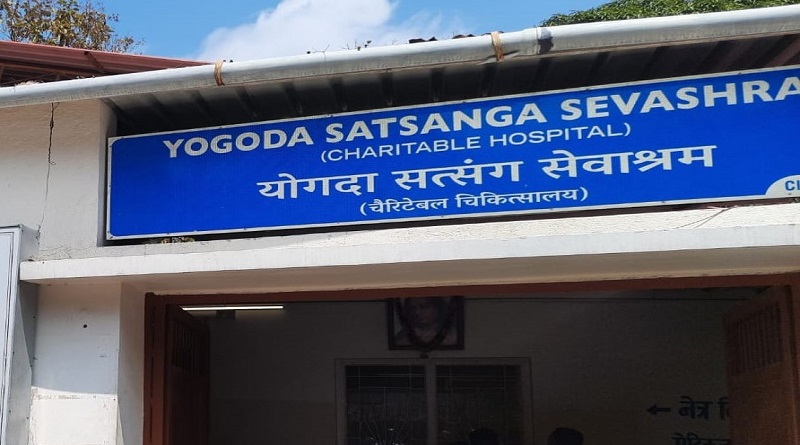 YOGODA SATSANGA SEVASHRA
(CHARITABLE HOSPITAL)
योगदा सत्संग सेवाश्रम
(चैरिटेबल चिकित्सालय)
← नेत्र